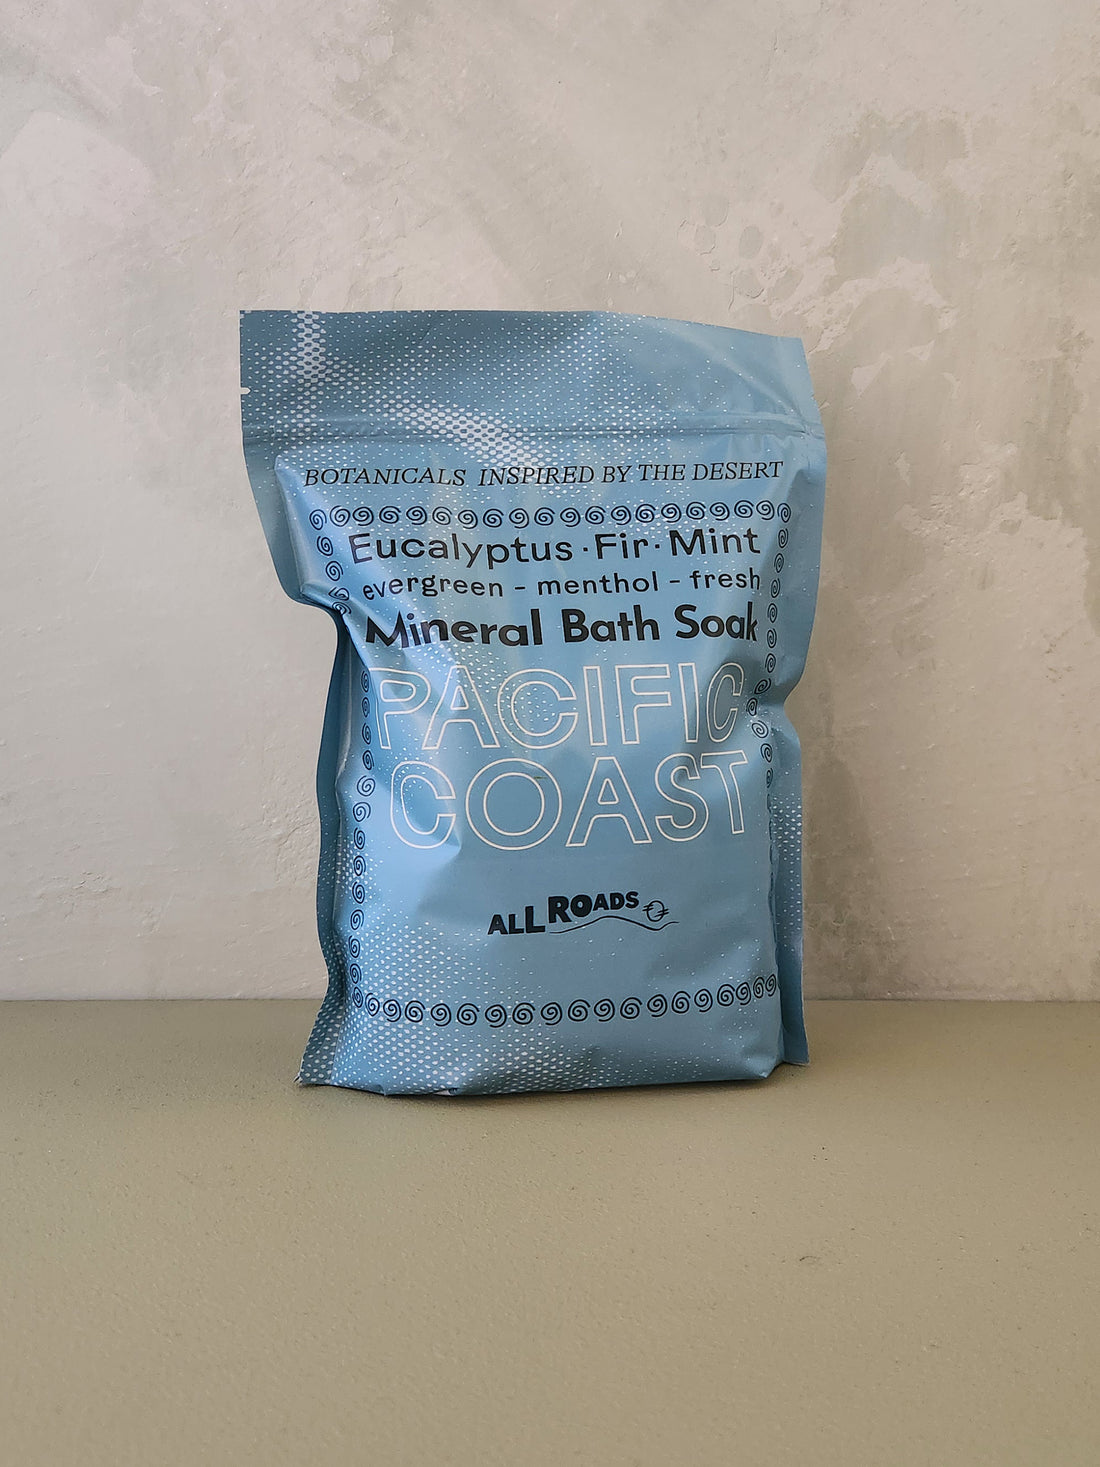 BOTANICALS INSPIRED BY THE DESERT
Eucalyptus · Fir · Mint
evergreen - menthol - fresh
Mineral Bath Soak
PACIFIC
COAST
ALL ROADS